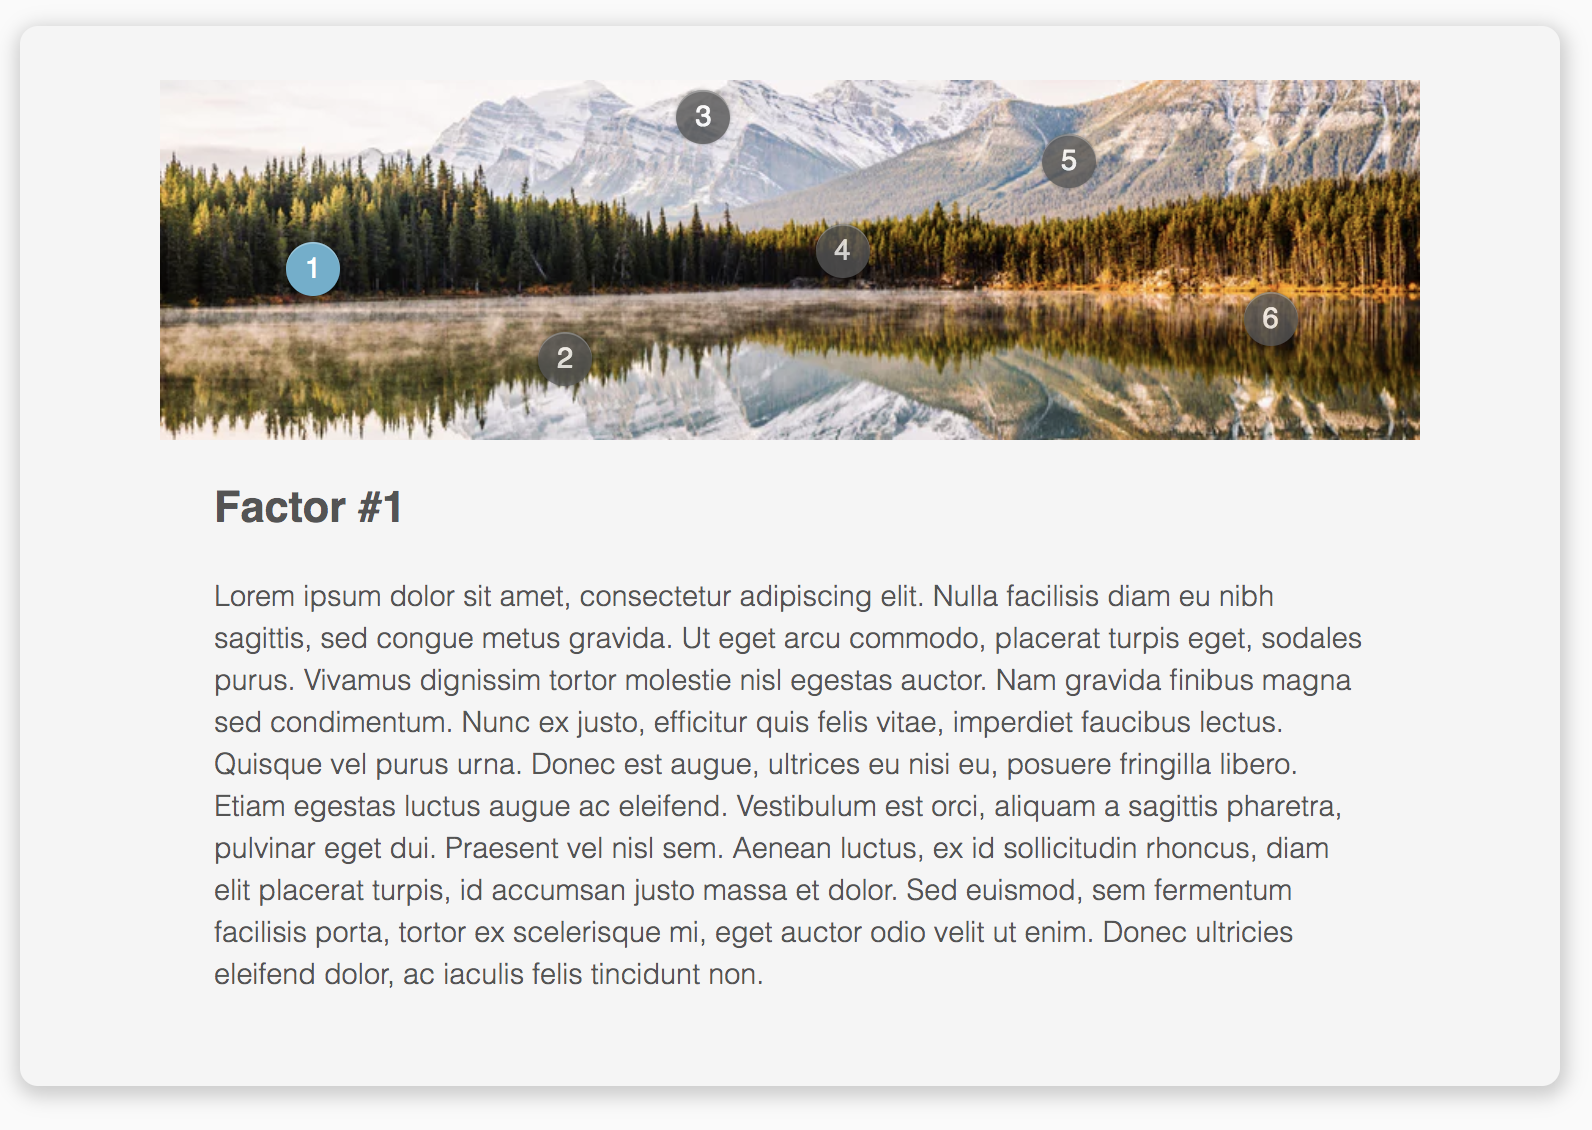 3
5
4
1
6
2
Factor #1
Lorem ipsum dolor sit amet, consectetur adipiscing elit. Nulla facilisis diam eu nibh
sagittis, sed congue metus gravida. Ut eget arcu commodo, placerat turpis eget, sodales
purus. Vivamus dignissim tortor molestie nisl egestas auctor. Nam gravida finibus magna
sed condimentum. Nunc ex justo, efficitur quis felis vitae, imperdiet faucibus lectus.
Quisque vel purus urna. Donec est augue, ultrices eu nisi eu, posuere fringilla libero.
Etiam egestas luctus augue ac eleifend. Vestibulum est orci, aliquam a sagittis pharetra,
pulvinar eget dui. Praesent vel nisl sem. Aenean luctus, ex id sollicitudin rhoncus, diam
elit placerat turpis, id accumsan justo massa et dolor. Sed euismod, sem fermentum
facilisis porta, tortor ex scelerisque mi, eget auctor odio velit ut enim. Donec ultricies
eleifend dolor, ac iaculis felis tincidunt non.